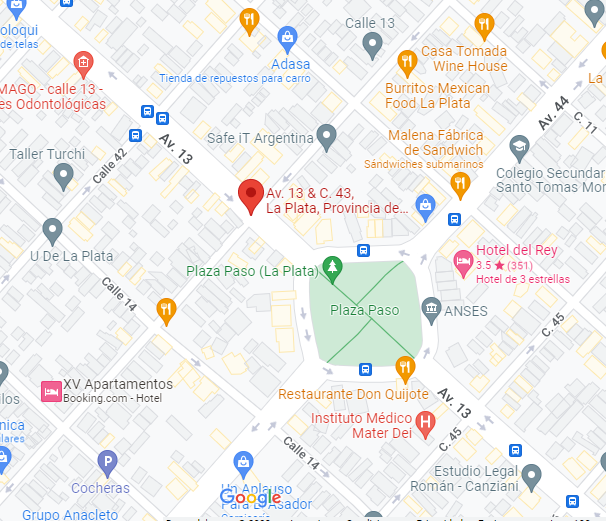 oloqui
de telas
Calle 13
Adasa
Tienda de repuestos para carro
Casa Tomada
Wine House
Burritos Mexican
Food La Plata
La
MAGO - calle 13 -
es Odontológicas
Av. 44
C. 11
Av. 13
Safe iT Argentina
Malena Fábrica
de Sandwich
Sándwiches submarinos
Colegio Secundar
Santo Tomas Mor
Taller Turchi
Calle 42
Av. 13 & C. 43,
La Plata, Provincia de...
U De La Plata
Hotel del Rey
3.5 ★ (351)
Hotel de 3 estrellas
Plaza Paso (La Plata)
Calle 14
Plaza Paso
ANSES
C. 45
XV Apartamentos
Booking.com - Hotel
Restaurante Don Quijote
Av. 13
ilos
Instituto Médico
Mater Dei
nica
ulares
C. 45
Calle 14
Estudio Legal
Román - Canziani
Cocheras
Un Aplauso
Para El Asador
Google
Grupo Anacleto